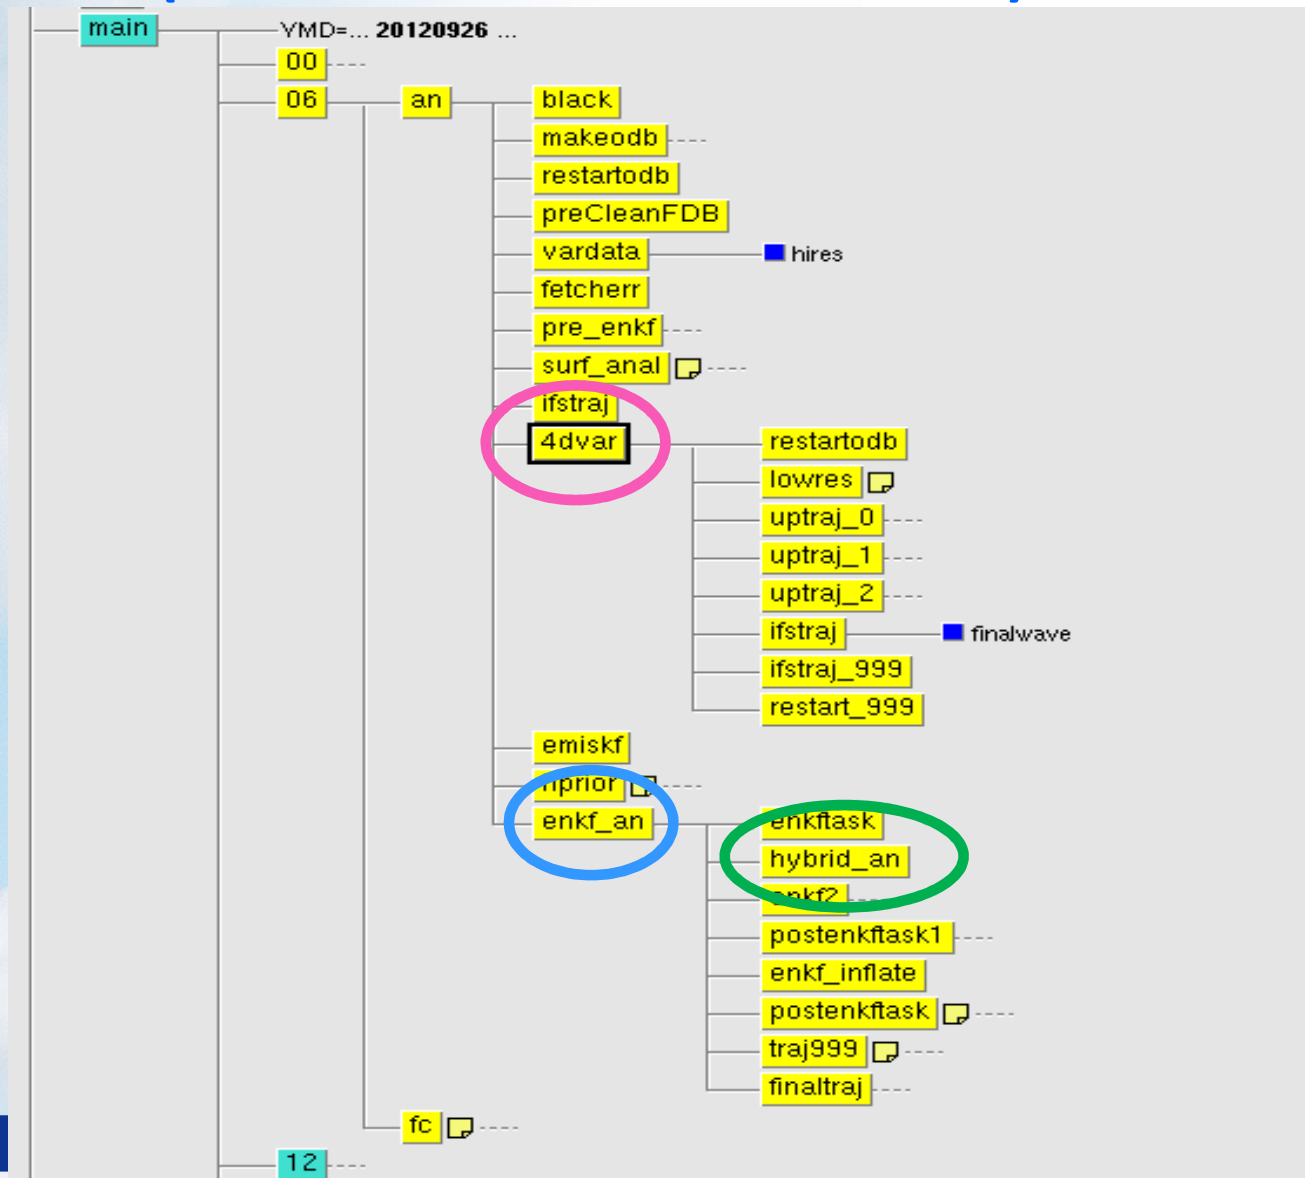 main
YMD=... 20120926 ...
00
06
an
black
makeodb
restartodb
preCleanFDB
vardata
hires
fetcherr
pre_enkf
surf_anal
ifstraj
4dvar
restartodb
lowres
uptraj_0
uptraj_1
uptraj_2
ifstraj
finalwave
ifstraj_999
restart_999
emiskf
enkf_an
enkftask
hybrid_an
enkf2
postenkftask1
enkf_inflate
postenkftask
traj999
finaltraj
fc
12